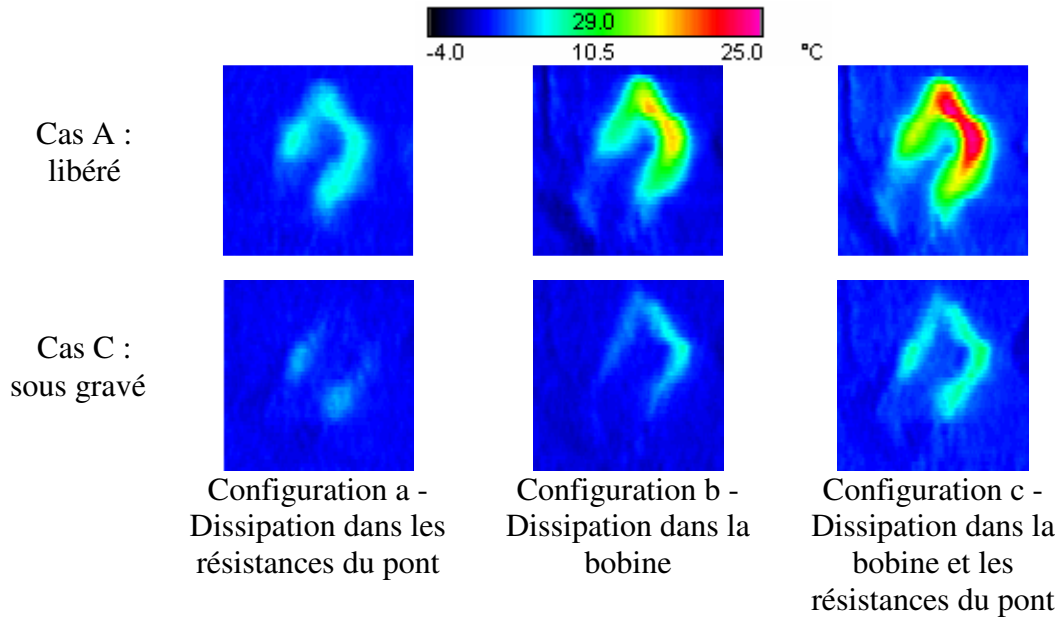 29.0
-4.0 10.5 25.0 °C
Cas A :
libéré
Cas C :
sous gravé
Configuration a -
Dissipation dans les
résistances du pont
Configuration b -
Dissipation dans la
bobine
Configuration c -
Dissipation dans la
bobine et les
résistances du pont